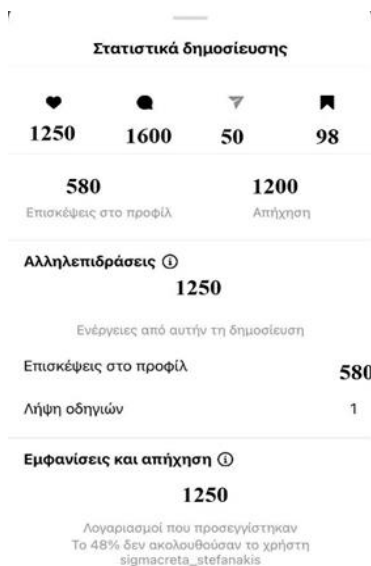 Στατιστικά δημοσίευσης
1250 1600 50 98
580 1200
Επισκέψεις στο προφίλ Απήχηση
Αλληλεπιδράσεις
1250
Ενέργειες από αυτήν τη δημοσίευση
Επισκέψεις στο προφίλ 580
Λήψη οδηγιών 1
Εμφανίσεις και απήχηση
1250
Λογαριασμοί που προσεγγίστηκαν
Το 48% δεν ακολουθούσαν το χρήστη
sigmacreta_stefanakis